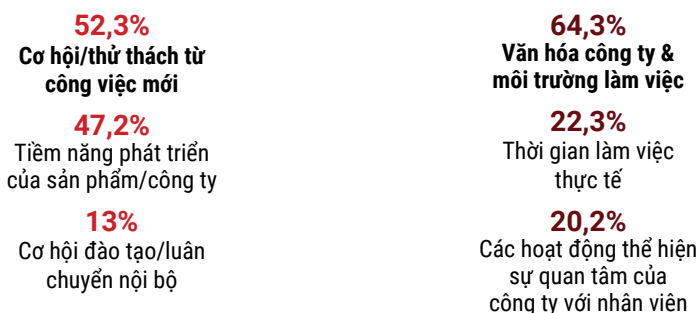 52,3%
Cơ hội/thử thách từ
công việc mới
47,2%
Tiềm năng phát triển
của sản phẩm/công ty
13%
Cơ hội đào tạo/luân
chuyển nội bộ
64,3%
Văn hóa công ty &
môi trường làm việc
22,3%
Thời gian làm việc
thực tế
20,2%
Các hoạt động thể hiện
sự quan tâm của
công ty với nhân viên